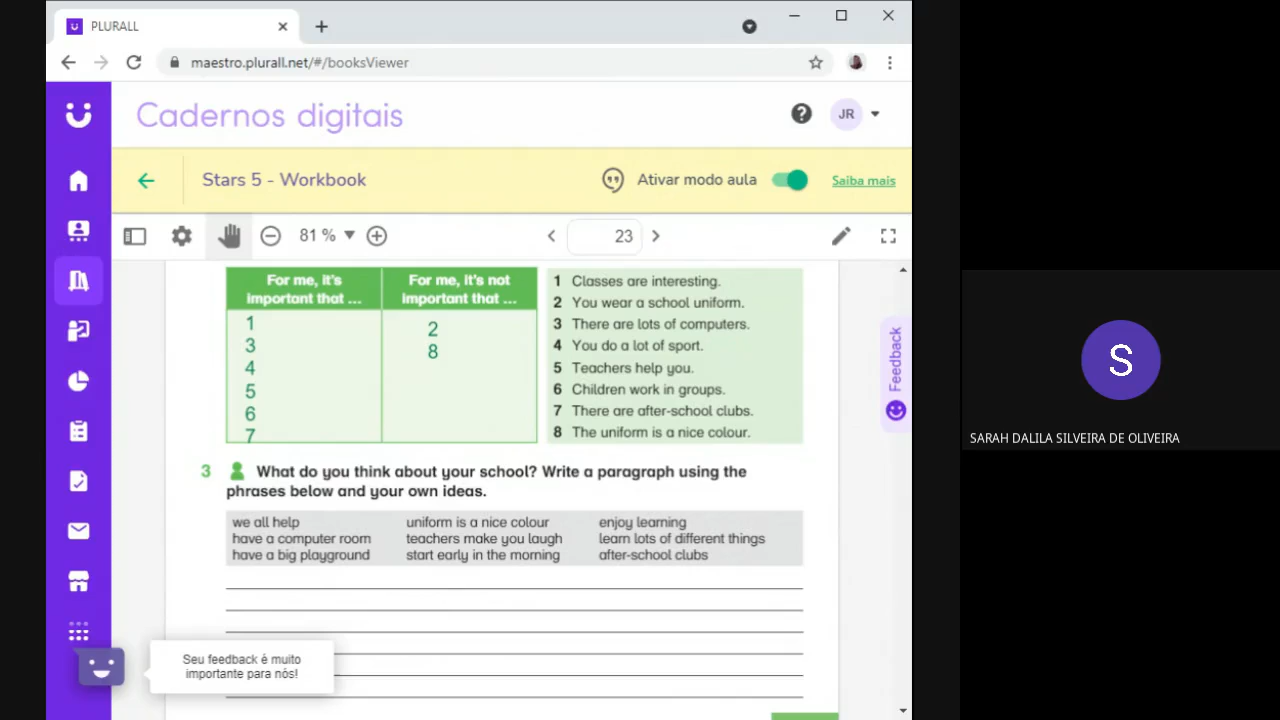 PLURALL
maestro.plurall.net/#/booksViewer
Cadernos digitais
JR
Stars 5 - Workbook
Ativar modo aula
Saiba mais
81 %
23
For me, it's
important that ...
For me, it's not
important that ...
1
3
4
5
6
7
2
8
1 Classes are interesting.
2 You wear a school uniform.
3 There are lots of computers.
4 You do a lot of sport.
5 Teachers help you.
6 Children work in groups.
7 There are after-school clubs.
8 The uniform is a nice colour.
Feedback
3 What do you think about your school? Write a paragraph using the
phrases below and your own ideas.
we all help
have a computer room
have a big playground
uniform is a nice colour
teachers make you laugh
start early in the morning
enjoy learning
learn lots of different things
after-school clubs
Seu feedback é muito
importante para nós!
S
SARAH DALILA SILVEIRA DE OLIVEIRA